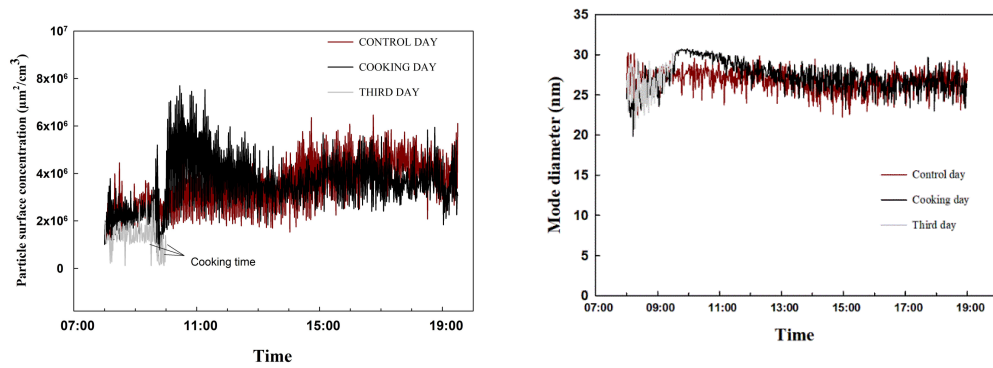 10⁷
8x10⁶
6x10⁶
4x10⁶
2x10⁶
0
Particle surface concentration (μm²/cm³)
CONTROL DAY
COOKING DAY
THIRD DAY
Cooking time
07:00 11:00 15:00 19:00
Time
35
30
25
20
15
10
5
0
Mode diameter (nm)
Control day
Cooking day
Third day
07:00 09:00 11:00 13:00 15:00 17:00 19:00
Time